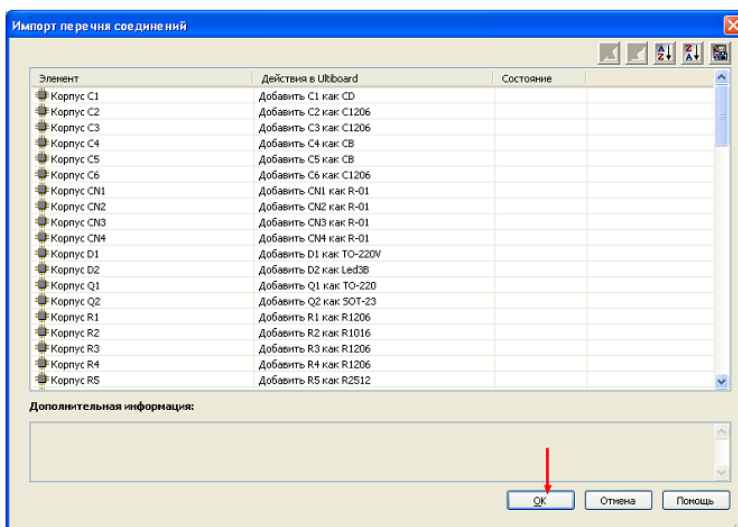 Импорт перечня соединений
Элемент Действия в Ultiboard Состояние
Корпус C1 Добавить C1 как CD
Корпус C2 Добавить C2 как C1206
Корпус C3 Добавить C3 как C1206
Корпус C4 Добавить C4 как CB
Корпус C5 Добавить C5 как CB
Корпус C6 Добавить C6 как C1206
Корпус CN1 Добавить CN1 как R-01
Корпус CN2 Добавить CN2 как R-01
Корпус CN3 Добавить CN3 как R-01
Корпус CN4 Добавить CN4 как R-01
Корпус D1 Добавить D1 как TO-220V
Корпус D2 Добавить D2 как Led3B
Корпус Q1 Добавить Q1 как TO-220
Корпус Q2 Добавить Q2 как SOT-23
Корпус R1 Добавить R1 как R1206
Корпус R2 Добавить R2 как R1016
Корпус R3 Добавить R3 как R1206
Корпус R4 Добавить R4 как R1206
Корпус R5 Добавить R5 как R2512
Дополнительная информация:
OK Отмена Помощь